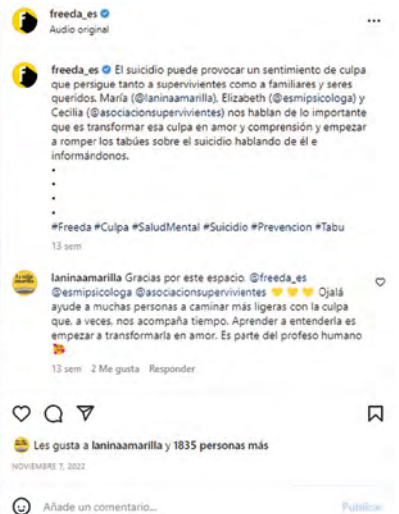 freeda_es
Audio original
freeda_es El suicidio puede provocar un sentimiento de culpa
que persigue tanto a supervivientes como a familiares y seres
queridos. María (@laninaamarilla), Elizabeth (@esmipsicologa) y
Cecilia (@asociacionsupervivientes) nos hablan de lo importante
que es transformar esa culpa en amor y comprensión y empezar
a romper los tabúes sobre el suicidio hablando de él e
informándonos.
•
•
•
•
#Freeda #Culpa #SaludMental #Suicidio #Prevencion #Tabu
13 sem
laninaamarilla Gracias por este espacio. @freeda_es
@esmipsicologa @asociacionsupervivientes 💛 💛 💛 Ojalá
ayude a muchas personas a caminar más ligeras con la culpa
que, a veces, nos acompaña tiempo. Aprender a entenderla es
empezar a transformarla en amor. Es parte del profeso humano
13 sem 2 Me gusta Responder
Les gusta a laninaamarilla y 1835 personas más
NOVIEMBRE 7, 2022
Añade un comentario... Publicar